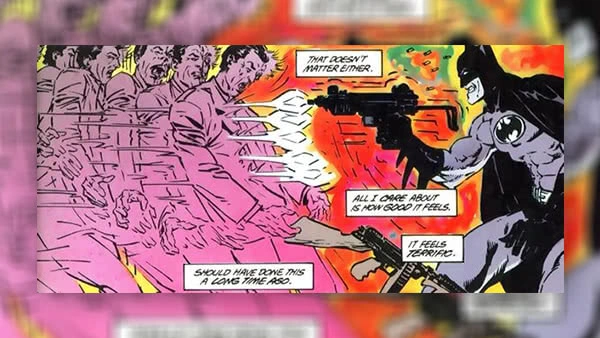 THAT DOESN'T
MATTER EITHER.
ALL I CARE ABOUT
IS HOW GOOD IT FEELS.
IT FEELS
TERRIFIC.
SHOULD HAVE DONE THIS
A LONG TIME AGO.